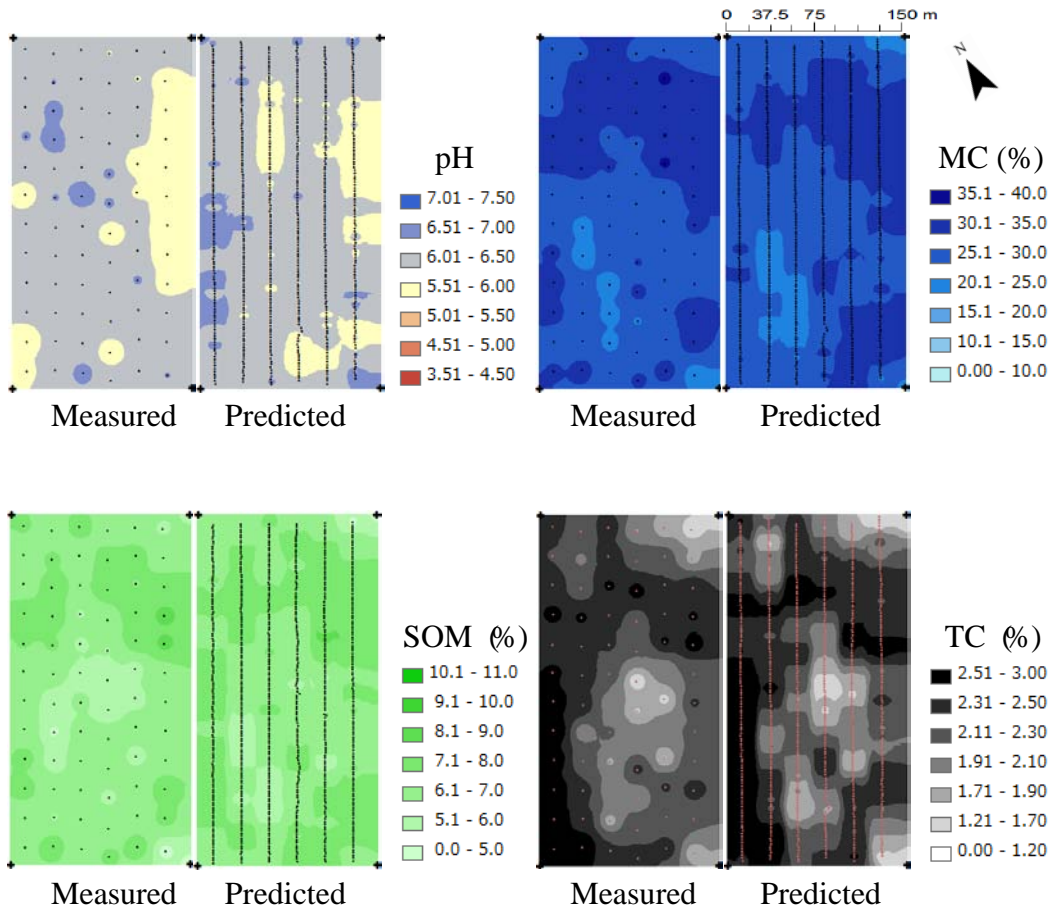 0 37.5 75 150 m
N
pH
7.01 - 7.50
6.51 - 7.00
6.01 - 6.50
5.51 - 6.00
5.01 - 5.50
4.51 - 5.00
3.51 - 4.50
Measured Predicted
MC (%)
35.1 - 40.0
30.1 - 35.0
25.1 - 30.0
20.1 - 25.0
15.1 - 20.0
10.1 - 15.0
0.00 - 10.0
Measured Predicted
SOM (%)
10.1 - 11.0
9.1 - 10.0
8.1 - 9.0
7.1 - 8.0
6.1 - 7.0
5.1 - 6.0
0.0 - 5.0
Measured Predicted
TC (%)
2.51 - 3.00
2.31 - 2.50
2.11 - 2.30
1.91 - 2.10
1.71 - 1.90
1.21 - 1.70
0.00 - 1.20
Measured Predicted